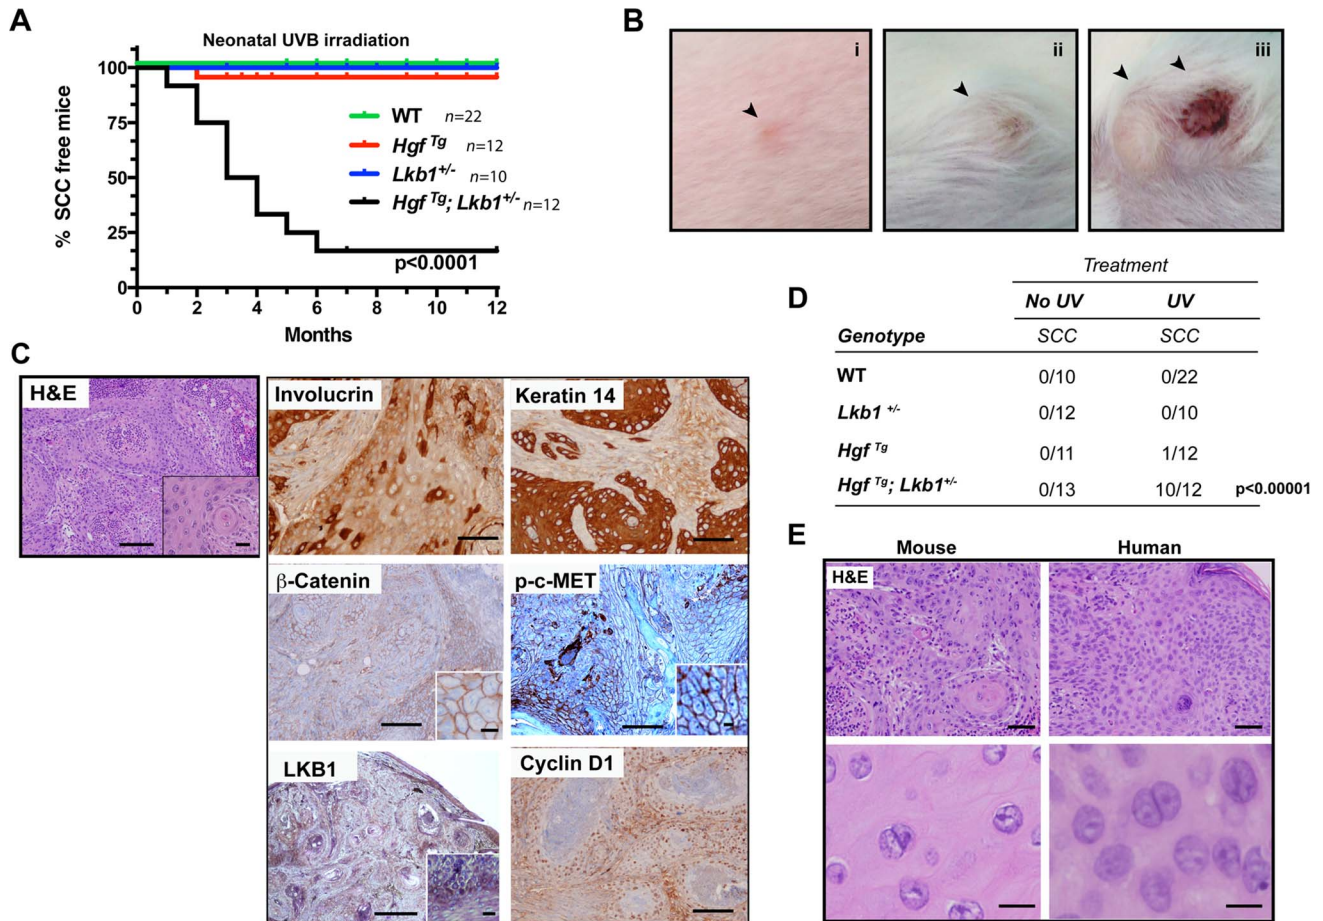 A
Neonatal UVB irradiation
100
75
50
25
0
% SCC free mice
WT n=22
Hgf Tg n=12
Lkb1+/- n=10
Hgf Tg; Lkb1+/- n=12
p<0.0001
0 2 4 6 8 10 12
Months
B
i
ii
iii
C
H&E
Involucrin
Keratin 14
β-Catenin
p-c-MET
LKB1
Cyclin D1
D
Treatment
No UV UV
Genotype SCC SCC
WT 0/10 0/22
Lkb1 +/- 0/12 0/10
Hgf Tg 0/11 1/12
Hgf Tg; Lkb1+/- 0/13 10/12 p<0.00001
E
Mouse Human
H&E